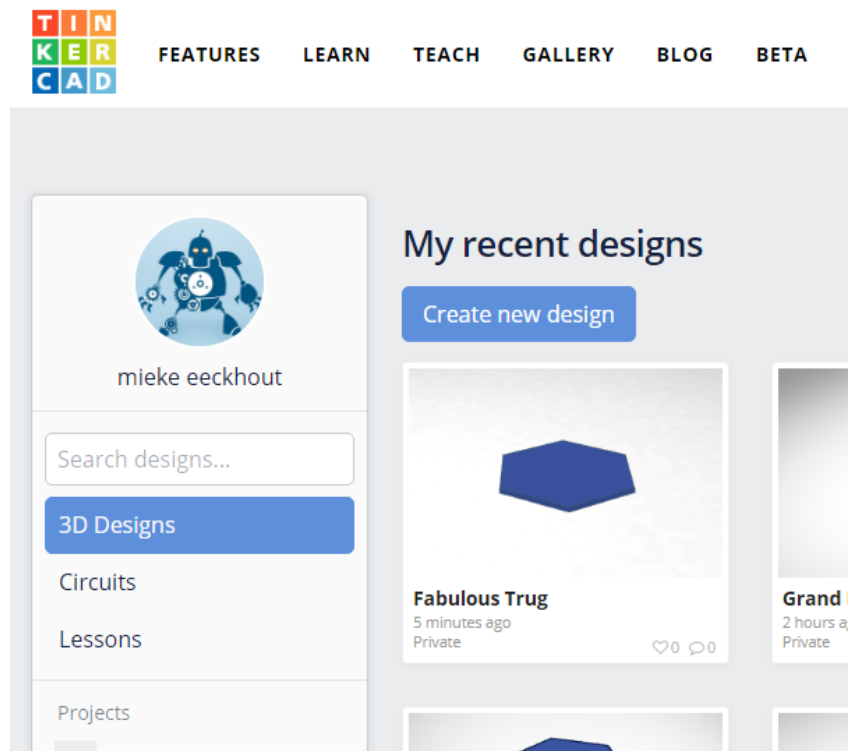 TIN
KER
CAD
FEATURES LEARN TEACH GALLERY BLOG BETA
mieke eeckhout
Search designs...
3D Designs
Circuits
Lessons
Projects
My recent designs
Create new design
Fabulous Trug
5 minutes ago
Private
0 0
Grand
2 hours
Private